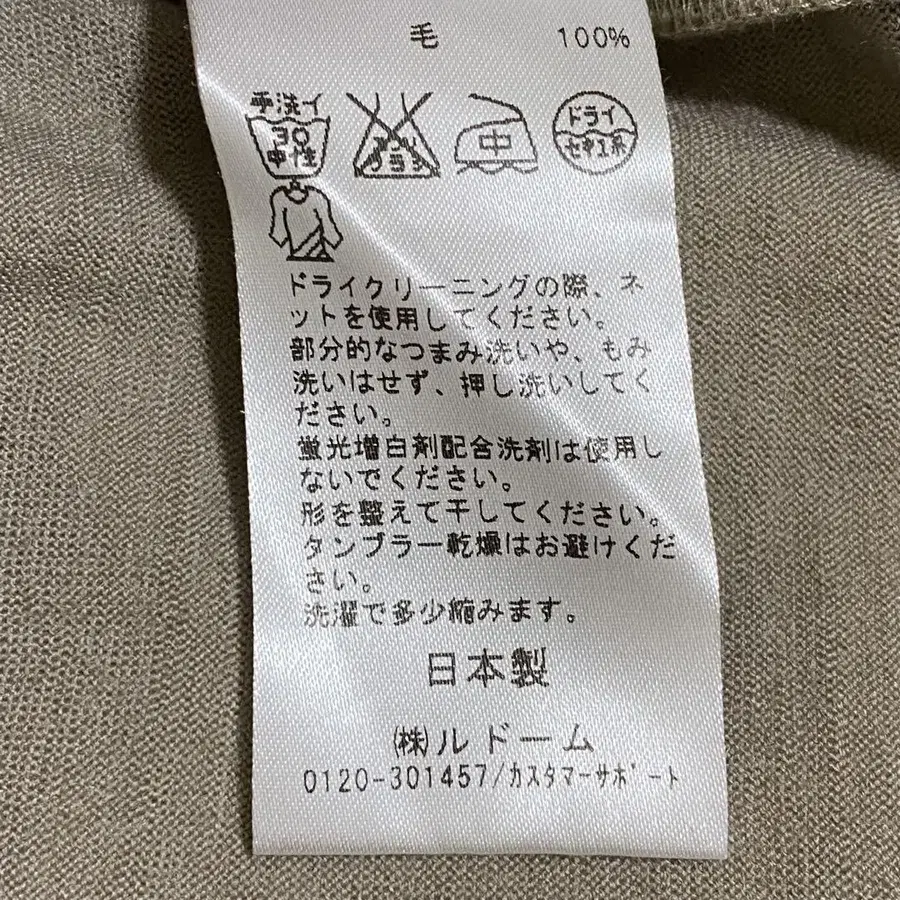 毛 100%
手洗イ 30 中性 エンソサラシ 中 ドライ セキユ系
ドライクリーニングの際、ネ
ットを使用してください。
部分的なつまみ洗いや、もみ
洗いはせず、押し洗いしてく
ださい。
蛍光増白剤配合洗剤は使用し
ないでください。
形を整えて干してください。
タンブラー乾燥はお避けくだ
さい。
洗濯で多少縮みます。
日本製
㈱ルドーム
0120-301457/カスタマーサポート